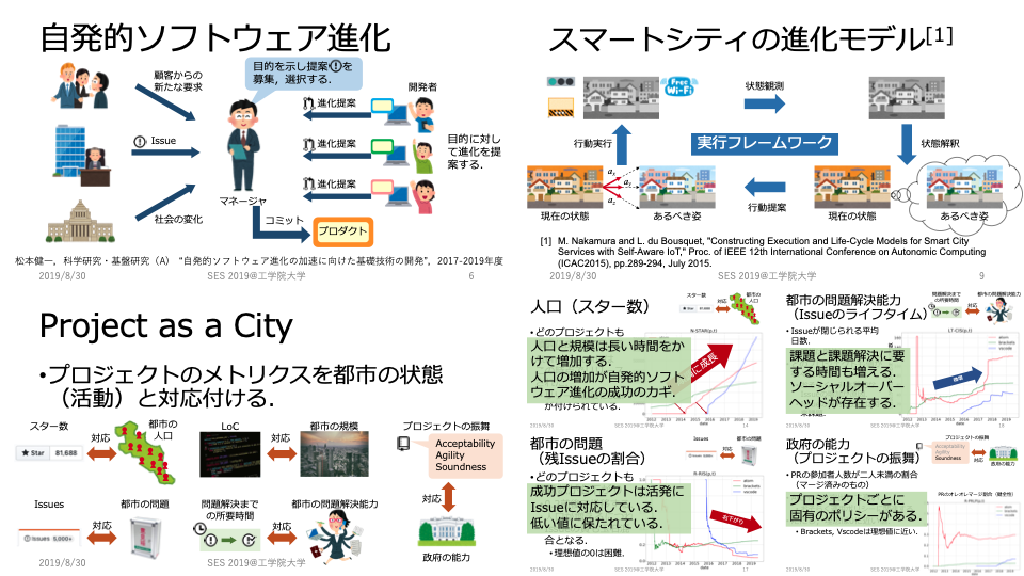 自発的ソフトウェア進化
目的を示し提案を
募集，選択する．
顧客からの
新たな要求
開発者
進化提案
Issue
進化提案
目的に対し
て進化を提
案する．
進化提案
マネージャ
社会の変化
コミット
プロダクト
松本健一，科学研究・基盤研究（A）“自発的ソフトウェア進化の加速に向けた基礎技術の開発”，2017-2019年度
2019/8/30
SES 2019@工学院大学
6
スマートシティの進化モデル[1]
Free
Wi-Fi
状態観測
行動実行
実行フレームワーク
状態解釈
a1
a2
現在の状態
あるべき姿
行動提案
現在の状態
あるべき姿
[1] M. Nakamura and L. du Bousquet, "Constructing Execution and Life-Cycle Models for Smart City
Services with Self-Aware IoT," Proc. of IEEE 12th International Conference on Autonomic Computing
(ICAC2015), pp.289-294, July 2015.
2019/8/30
SES 2019@工学院大学
9
Project as a City
•プロジェクトのメトリクスを都市の状態
（活動）と対応付ける．
スター数
対応
都市の
人口
LoC
対応
都市の規模
プロジェクトの振舞
Star 81,688
Acceptability
Agility
Soundness
Issues
対応
都市の問題
問題解決まで
の所要時間
対応
都市の問題解決能力
対応
Issues 5,000+
政府の能力
2019/8/30
SES 2019@工学院大学
人口（スター数）
スター数
対応
都市の
人口
• どのプロジェクトも
人口と規模は長い時間をか
けて増加する．
人口の増加が自発的ソフト
ウェア進化の成功のカギ．
が付けられている．
N-STAR(p,t)
に成長
2012 2013 2014 2015 2016 2017 2018 2019
都市の問題解決能力
（Issueのライフタイム）
問題解決まで
の所要時間
対応
都市の問題解決能力
• Issueが閉じられる平均
日数．
課題と課題解決に要
する時間も増える．
ソーシャルオーバー
ヘッドが存在する．
都市の問題
（残Issueの割合）
Issues
対応
都市の問題
• どのプロジェクトも
成功プロジェクトは活発に
Issueに対応している．
低い値に保たれている．
合となる．
+ 理想値の0は困難．
右下がり
atom
brackets
vscode
政府の能力
（プロジェクトの振舞）
プロジェクトの振舞
Acceptability
Agility
Soundness
対応
政府の能力
• PRの参加者人数が二人未満の割合
（マージ済みのもの）
プロジェクトごとに
固有のポリシーがある．
• Brackets, Vscodeは理想値に近い．
PRのオレオレマージ割合（健全性）